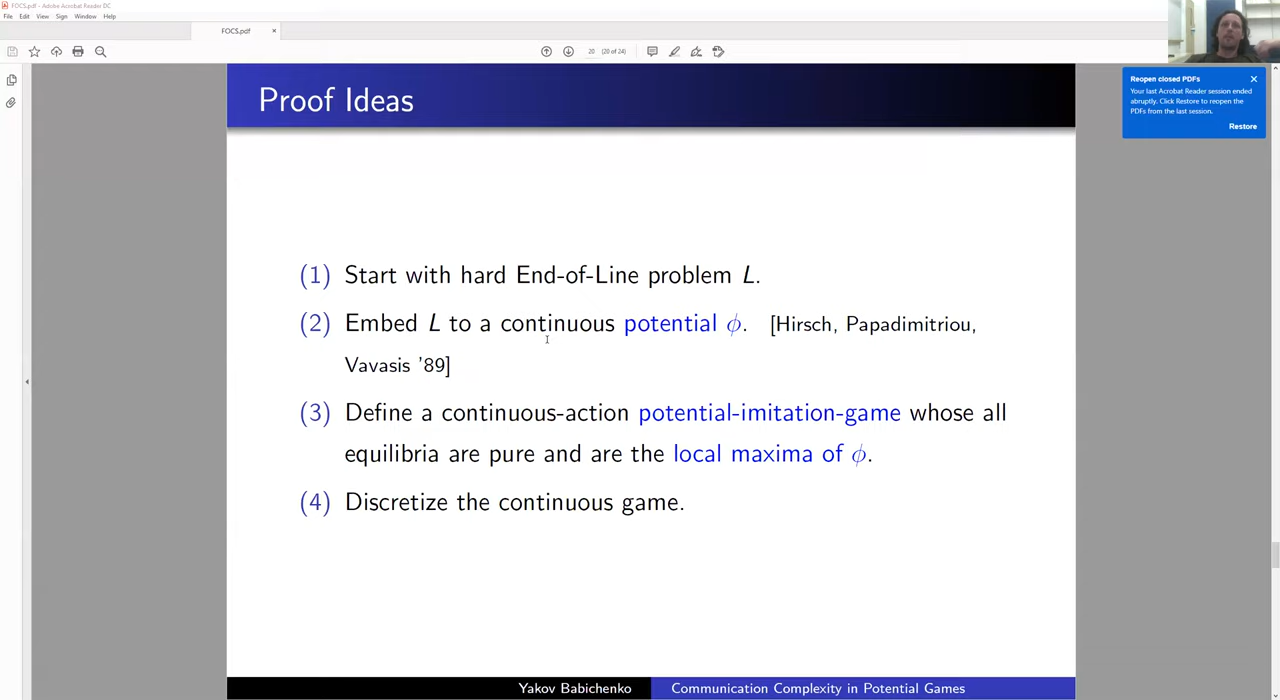 FOCS.pdf - Adobe Acrobat Reader DC
File Edit View Sign Window Help
FOCS.pdf ×
20 (20 of 24)
Reopen closed PDFs
Your last Acrobat Reader session ended
abruptly. Click Restore to reopen the
PDFs from the last session.
Restore
Proof Ideas
(1) Start with hard End-of-Line problem L.
(2) Embed L to a continuous potential ϕ. [Hirsch, Papadimitriou,
Vavasis '89]
(3) Define a continuous-action potential-imitation-game whose all
equilibria are pure and are the local maxima of ϕ.
(4) Discretize the continuous game.
Yakov Babichenko Communication Complexity in Potential Games